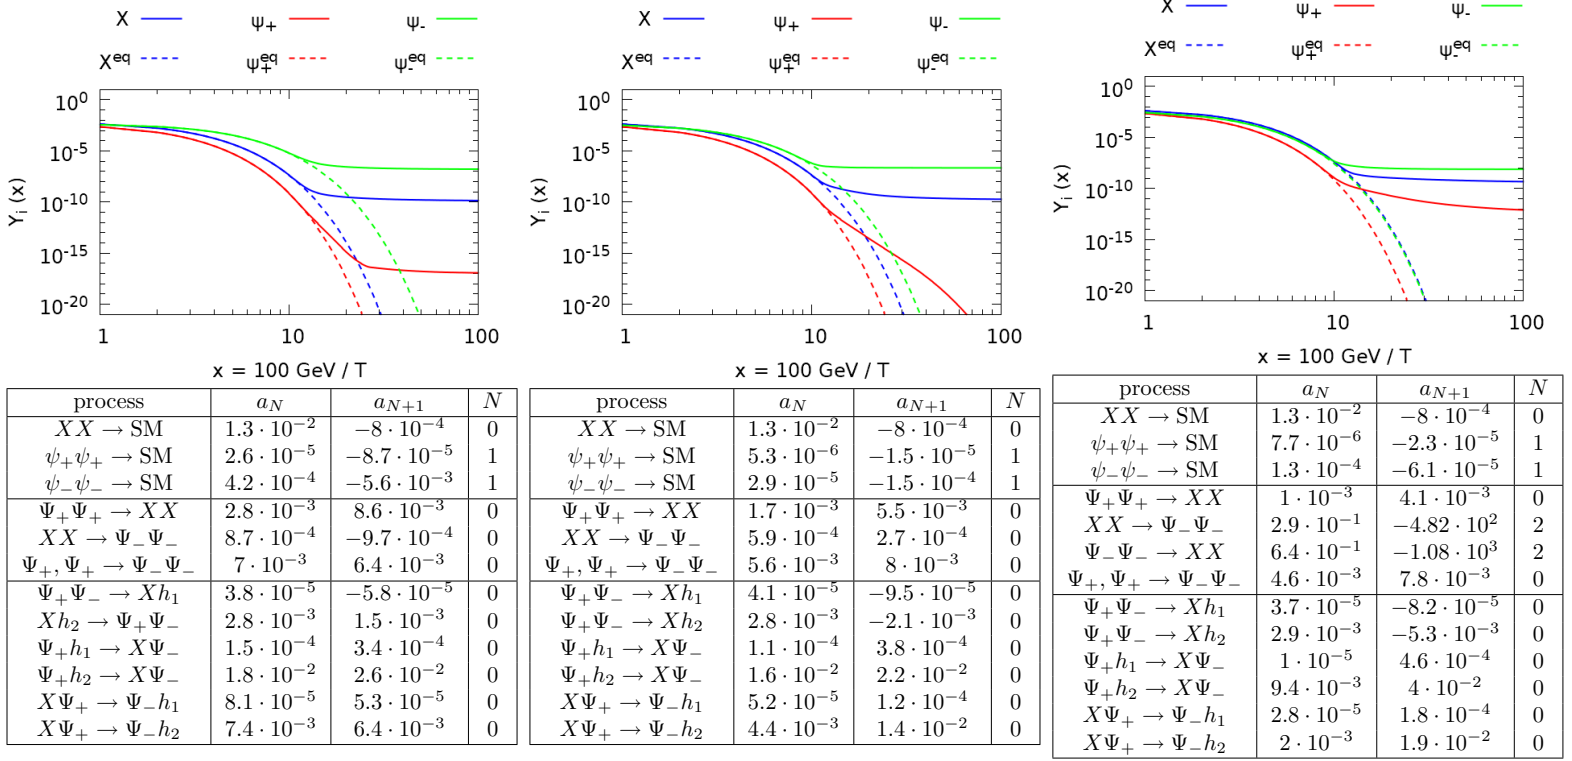 X ψ₊ ψ₋
Xᵉᑫ ψ₊ᵉᑫ ψ₋ᵉᑫ
Yᵢ (x)
10⁰
10⁻⁵
10⁻¹⁰
10⁻¹⁵
10⁻²⁰
1 10 100
x = 100 GeV / T
process a_N a_{N+1} N
XX → SM 1.3 · 10⁻² −8 · 10⁻⁴ 0
ψ₊ψ₊ → SM 2.6 · 10⁻⁵ −8.7 · 10⁻⁵ 1
ψ₋ψ₋ → SM 4.2 · 10⁻⁴ −5.6 · 10⁻³ 1
Ψ₊Ψ₊ → XX 2.8 · 10⁻³ 8.6 · 10⁻³ 0
XX → Ψ₋Ψ₋ 8.7 · 10⁻⁴ −9.7 · 10⁻⁴ 0
Ψ₊, Ψ₊ → Ψ₋Ψ₋ 7 · 10⁻³ 6.4 · 10⁻³ 0
Ψ₊Ψ₋ → Xh₁ 3.8 · 10⁻⁵ −5.8 · 10⁻⁵ 0
Xh₂ → Ψ₊Ψ₋ 2.8 · 10⁻³ 1.5 · 10⁻³ 0
Ψ₊h₁ → XΨ₋ 1.5 · 10⁻⁴ 3.4 · 10⁻⁴ 0
Ψ₊h₂ → XΨ₋ 1.8 · 10⁻² 2.6 · 10⁻² 0
XΨ₊ → Ψ₋h₁ 8.1 · 10⁻⁵ 5.3 · 10⁻⁵ 0
XΨ₊ → Ψ₋h₂ 7.4 · 10⁻³ 6.4 · 10⁻³ 0
X ψ₊ ψ₋
Xᵉᑫ ψ₊ᵉᑫ ψ₋ᵉᑫ
Yᵢ (x)
10⁰
10⁻⁵
10⁻¹⁰
10⁻¹⁵
10⁻²⁰
1 10 100
x = 100 GeV / T
process a_N a_{N+1} N
XX → SM 1.3 · 10⁻² −8 · 10⁻⁴ 0
ψ₊ψ₊ → SM 5.3 · 10⁻⁶ −1.5 · 10⁻⁵ 1
ψ₋ψ₋ → SM 2.9 · 10⁻⁵ −1.5 · 10⁻⁴ 1
Ψ₊Ψ₊ → XX 1.7 · 10⁻³ 5.5 · 10⁻³ 0
XX → Ψ₋Ψ₋ 5.9 · 10⁻⁴ 2.7 · 10⁻⁴ 0
Ψ₊, Ψ₊ → Ψ₋Ψ₋ 5.6 · 10⁻³ 8 · 10⁻³ 0
Ψ₊Ψ₋ → Xh₁ 4.1 · 10⁻⁵ −9.5 · 10⁻⁵ 0
Ψ₊Ψ₋ → Xh₂ 2.8 · 10⁻³ −2.1 · 10⁻³ 0
Ψ₊h₁ → XΨ₋ 1.1 · 10⁻⁴ 3.8 · 10⁻⁴ 0
Ψ₊h₂ → XΨ₋ 1.6 · 10⁻² 2.2 · 10⁻² 0
XΨ₊ → Ψ₋h₁ 5.2 · 10⁻⁵ 1.2 · 10⁻⁴ 0
XΨ₊ → Ψ₋h₂ 4.4 · 10⁻³ 1.4 · 10⁻² 0
X ψ₊ ψ₋
Xᵉᑫ ψ₊ᵉᑫ ψ₋ᵉᑫ
Yᵢ (x)
10⁰
10⁻⁵
10⁻¹⁰
10⁻¹⁵
10⁻²⁰
1 10 100
x = 100 GeV / T
process a_N a_{N+1} N
XX → SM 1.3 · 10⁻² −8 · 10⁻⁴ 0
ψ₊ψ₊ → SM 7.7 · 10⁻⁶ −2.3 · 10⁻⁵ 1
ψ₋ψ₋ → SM 1.3 · 10⁻⁴ −6.1 · 10⁻⁵ 1
Ψ₊Ψ₊ → XX 1 · 10⁻³ 4.1 · 10⁻³ 0
XX → Ψ₋Ψ₋ 2.9 · 10⁻¹ −4.82 · 10² 2
Ψ₋Ψ₋ → XX 6.4 · 10⁻¹ −1.08 · 10³ 2
Ψ₊, Ψ₊ → Ψ₋Ψ₋ 4.6 · 10⁻³ 7.8 · 10⁻³ 0
Ψ₊Ψ₋ → Xh₁ 3.7 · 10⁻⁵ −8.2 · 10⁻⁵ 0
Ψ₊Ψ₋ → Xh₂ 2.9 · 10⁻³ −5.3 · 10⁻³ 0
Ψ₊h₁ → XΨ₋ 1 · 10⁻⁵ 4.6 · 10⁻⁴ 0
Ψ₊h₂ → XΨ₋ 9.4 · 10⁻³ 4 · 10⁻² 0
XΨ₊ → Ψ₋h₁ 2.8 · 10⁻⁵ 1.8 · 10⁻⁴ 0
XΨ₊ → Ψ₋h₂ 2 · 10⁻³ 1.9 · 10⁻² 0